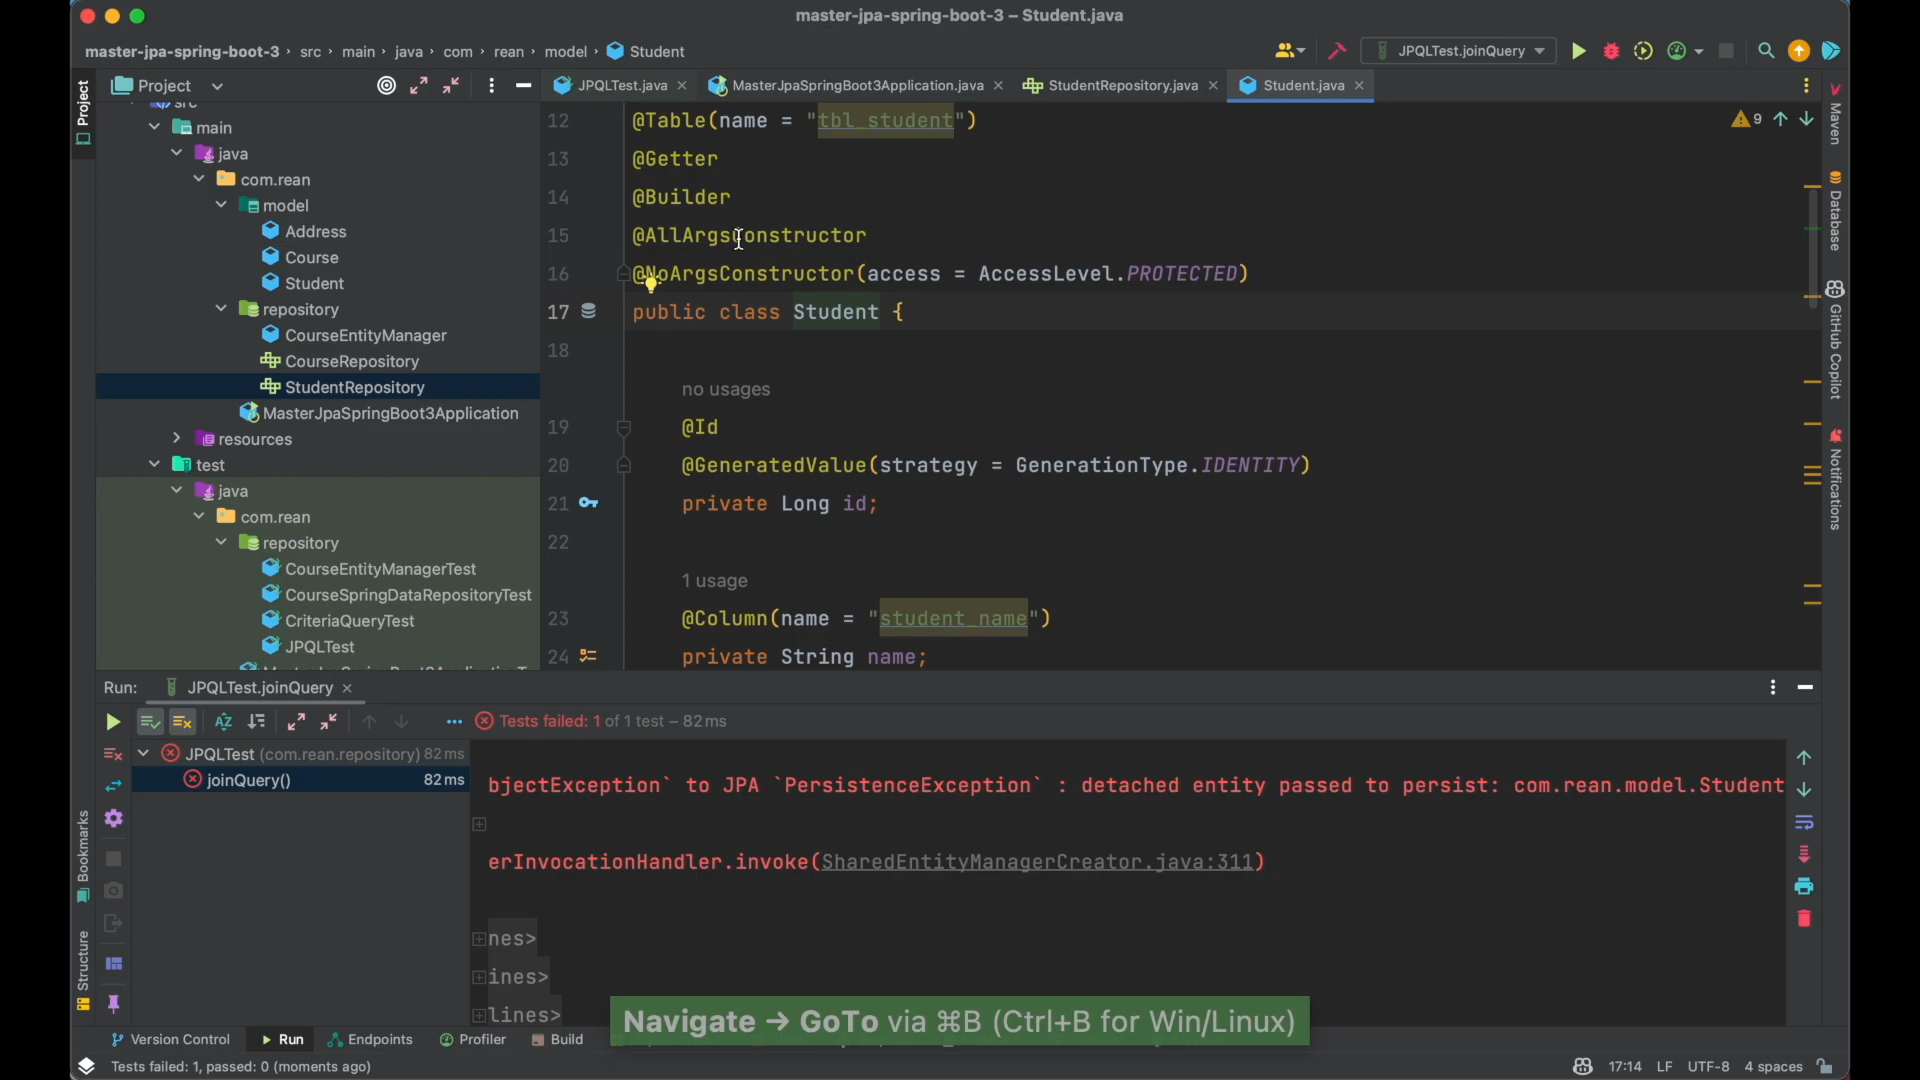 master-jpa-spring-boot-3 – Student.java
master-jpa-spring-boot-3 › src › main › java › com › rean › model › Student
JPQLTest.joinQuery
Project
JPQLTest.java
MasterJpaSpringBoot3Application.java
StudentRepository.java
Student.java
Project
src
main
java
com.rean
model
Address
Course
Student
repository
CourseEntityManager
CourseRepository
StudentRepository
MasterJpaSpringBoot3Application
resources
test
java
com.rean
repository
CourseEntityManagerTest
CourseSpringDataRepositoryTest
CriteriaQueryTest
JPQLTest
12 @Table(name = "tbl_student")
13 @Getter
14 @Builder
15 @AllArgsConstructor
16 @NoArgsConstructor(access = AccessLevel.PROTECTED)
17 public class Student {
18
no usages
19 @Id
20 @GeneratedValue(strategy = GenerationType.IDENTITY)
21 private Long id;
22
1 usage
23 @Column(name = "student_name")
24 private String name;
9
Maven
Database
GitHub Copilot
Notifications
Run: JPQLTest.joinQuery
Tests failed: 1 of 1 test – 82 ms
JPQLTest (com.rean.repository) 82 ms
joinQuery() 82 ms
bjectException` to JPA `PersistenceException` : detached entity passed to persist: com.rean.model.Student
erInvocationHandler.invoke(SharedEntityManagerCreator.java:311)
nes>
ines>
lines>
Bookmarks
Structure
Navigate → GoTo via ⌘B (Ctrl+B for Win/Linux)
Version Control
Run
Endpoints
Profiler
Build
Tests failed: 1, passed: 0 (moments ago)
17:14 LF UTF-8 4 spaces